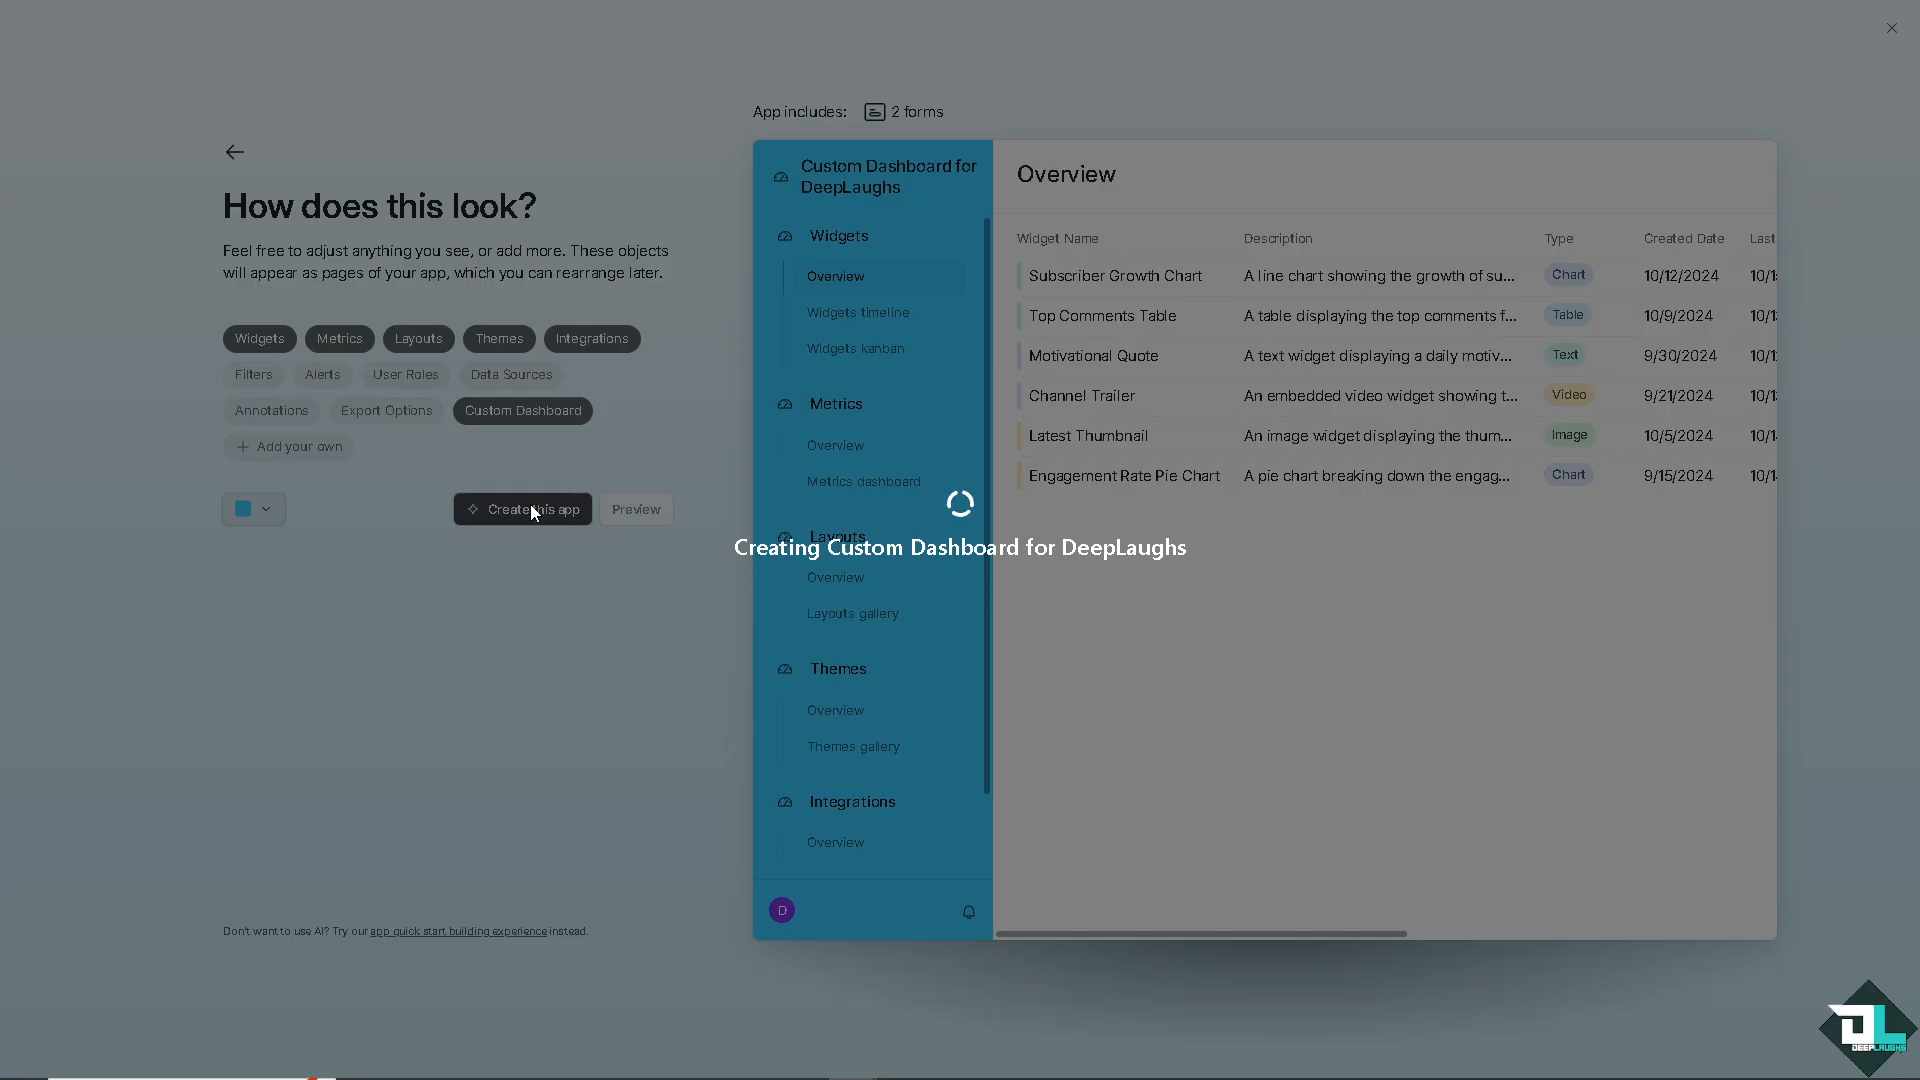 App includes: 2 forms
How does this look?
Feel free to adjust anything you see, or add more. These objects
will appear as pages of your app, which you can rearrange later.
Widgets Metrics Layouts Themes Integrations
Filters Alerts User Roles Data Sources
Annotations Export Options Custom Dashboard
Add your own
Create this app Preview
Don't want to use AI? Try our app quick start building experience instead.
Custom Dashboard for
DeepLaughs
Widgets
Overview
Widgets timeline
Widgets kanban
Metrics
Overview
Metrics dashboard
Layouts
Overview
Layouts gallery
Themes
Overview
Themes gallery
Integrations
Overview
D
Overview
Widget Name Description Type Created Date Last
Subscriber Growth Chart A line chart showing the growth of su... Chart 10/12/2024
Top Comments Table A table displaying the top comments f... Table 10/9/2024
Motivational Quote A text widget displaying a daily motiv... Text 9/30/2024
Channel Trailer An embedded video widget showing t... Video 9/21/2024
Latest Thumbnail An image widget displaying the thum... Image 10/5/2024
Engagement Rate Pie Chart A pie chart breaking down the engag... Chart 9/15/2024
Creating Custom Dashboard for DeepLaughs
DL
DEEPLAUGHS